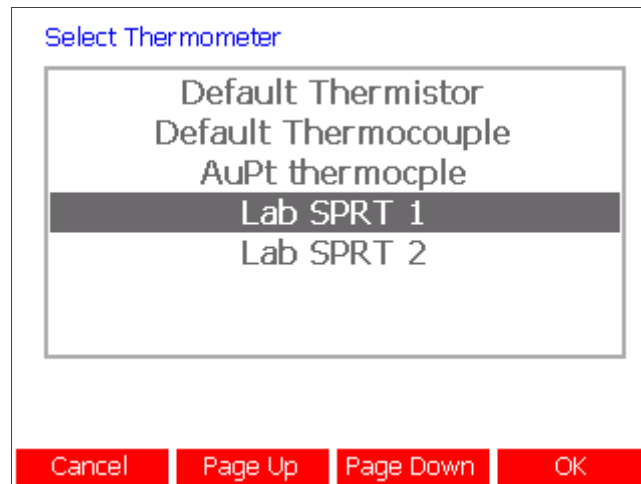 Select Thermometer
Default Thermistor
Default Thermocouple
AuPt thermocple
Lab SPRT 1
Lab SPRT 2
Cancel Page Up Page Down OK